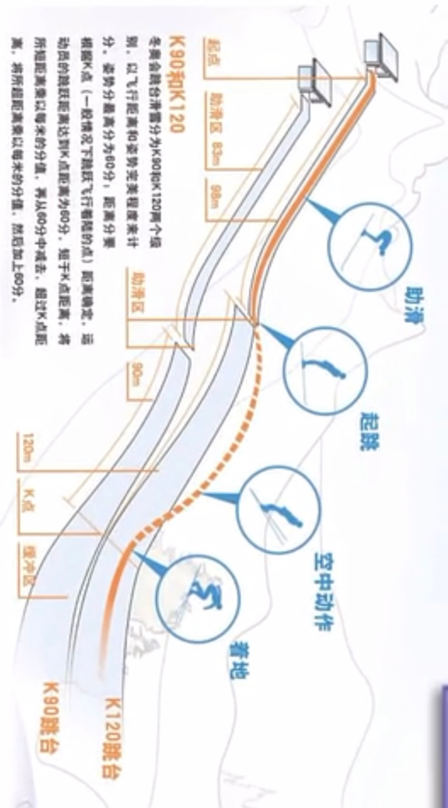 助滑
起跳
空中动作
着地
起点
助滑区 83m
98m
助滑区
90m
120m
K点
缓冲区
K120跳台
K90跳台
K90和K120
冬奥会跳台滑雪分为K90和K120两个级
别，以飞行距离和姿势完美程度来计
分，姿势分最高分为60分；距离分要
根据K点（一般情况下跳跃飞行着陆的点）距离确定，运
动员的跳跃距离达到K点距离为60分，短于K点距离，将
所短距离乘以每米的分值，再从60分中减去，超过K点距
离，将所超距离乘以每米的分值，然后加上60分。